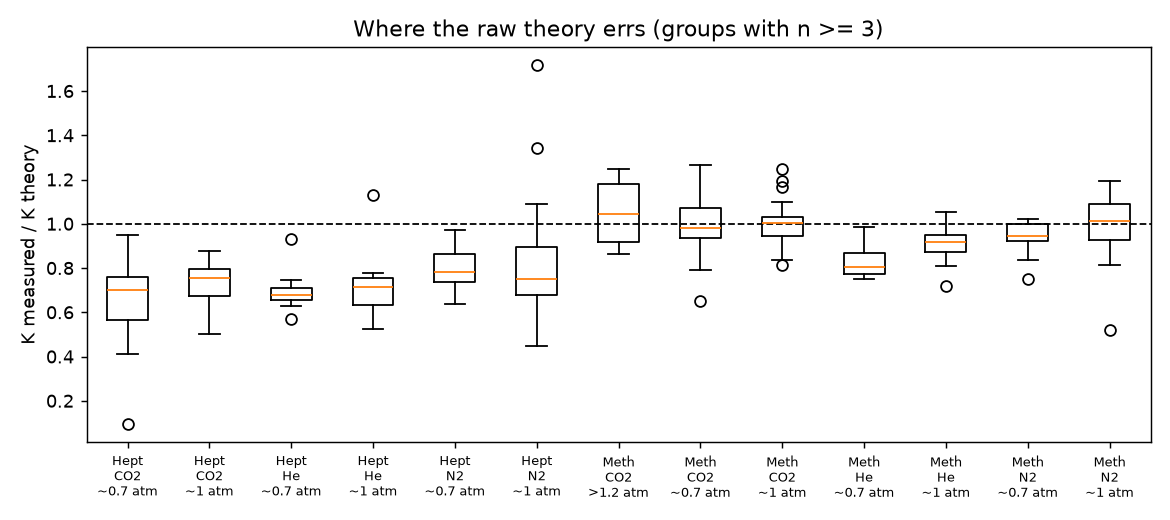 Where the raw theory errs (groups with n >= 3)
K measured / K theory
1.6
1.4
1.2
1.0
0.8
0.6
0.4
0.2
Hept
CO2
~0.7 atm
Hept
CO2
~1 atm
Hept
He
~0.7 atm
Hept
He
~1 atm
Hept
N2
~0.7 atm
Hept
N2
~1 atm
Meth
CO2
>1.2 atm
Meth
CO2
~0.7 atm
Meth
CO2
~1 atm
Meth
He
~0.7 atm
Meth
He
~1 atm
Meth
N2
~0.7 atm
Meth
N2
~1 atm